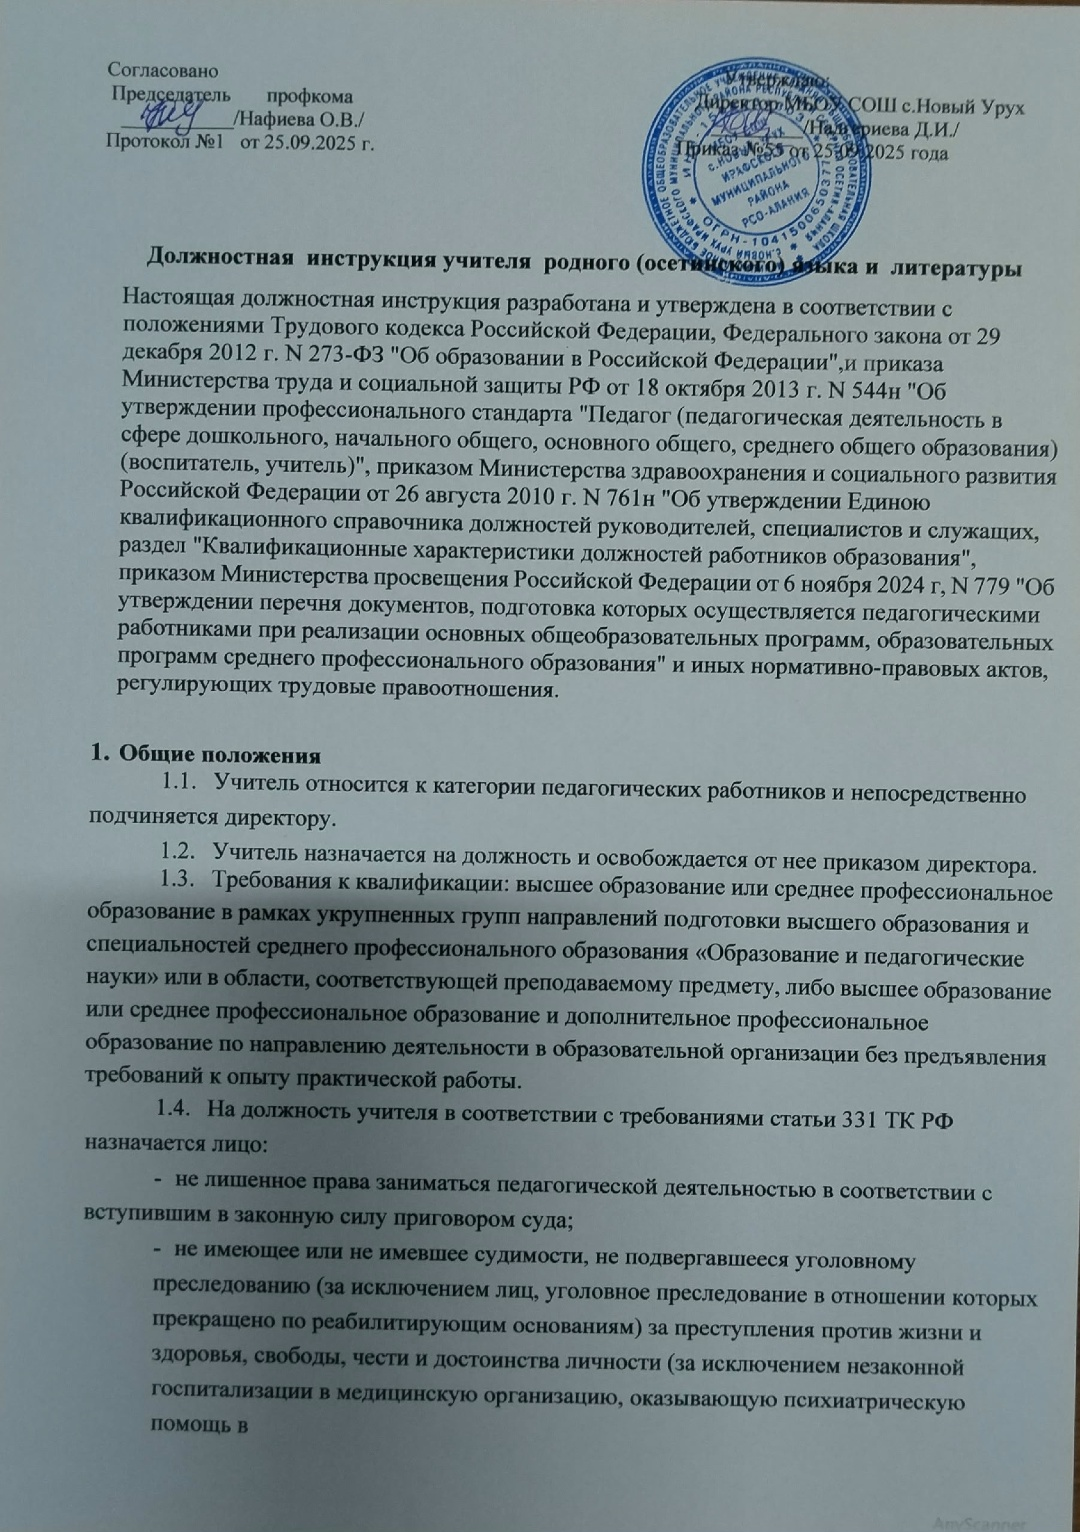 Согласовано
Председатель профкома
/Нафиева О.В./
Протокол №1 от 25.09.2025 г.
Утверждаю:
Директор МБОУ СОШ с.Новый Урух
Д.И./
Приказ №55 от 25.09.2025 года
с.Новый Урух
ИРАФСКОГО
МУНИЦИПАЛЬНОГО
РАЙОНА
РСО-АЛАНИЯ
ОГРН-1041500650377
Должностная инструкция учителя родного (осетинского) языка и литературы
Настоящая должностная инструкция разработана и утверждена в соответствии с
положениями Трудового кодекса Российской Федерации, Федерального закона от 29
декабря 2012 г. N 273-ФЗ "Об образовании в Российской Федерации",и приказа
Министерства труда и социальной защиты РФ от 18 октября 2013 г. N 544н "Об
утверждении профессионального стандарта "Педагог (педагогическая деятельность в
сфере дошкольного, начального общего, основного общего, среднего общего образования)
(воспитатель, учитель)", приказом Министерства здравоохранения и социального развития
Российской Федерации от 26 августа 2010 г. N 761н "Об утверждении Единою
квалификационного справочника должностей руководителей, специалистов и служащих,
раздел "Квалификационные характеристики должностей работников образования",
приказом Министерства просвещения Российской Федерации от 6 ноября 2024 г, N 779 "Об
утверждении перечня документов, подготовка которых осуществляется педагогическими
работниками при реализации основных общеобразовательных программ, образовательных
программ среднего профессионального образования" и иных нормативно-правовых актов,
регулирующих трудовые правоотношения.
1. Общие положения
1.1. Учитель относится к категории педагогических работников и непосредственно
подчиняется директору.
1.2. Учитель назначается на должность и освобождается от нее приказом директора.
1.3. Требования к квалификации: высшее образование или среднее профессиональное
образование в рамках укрупненных групп направлений подготовки высшего образования и
специальностей среднего профессионального образования «Образование и педагогические
науки» или в области, соответствующей преподаваемому предмету, либо высшее образование
или среднее профессиональное образование и дополнительное профессиональное
образование по направлению деятельности в образовательной организации без предъявления
требований к опыту практической работы.
1.4. На должность учителя в соответствии с требованиями статьи 331 ТК РФ
назначается лицо:
- не лишенное права заниматься педагогической деятельностью в соответствии с
вступившим в законную силу приговором суда;
- не имеющее или не имевшее судимости, не подвергавшееся уголовному
преследованию (за исключением лиц, уголовное преследование в отношении которых
прекращено по реабилитирующим основаниям) за преступления против жизни и
здоровья, свободы, чести и достоинства личности (за исключением незаконной
госпитализации в медицинскую организацию, оказывающую психиатрическую
помощь в
AnyScanner